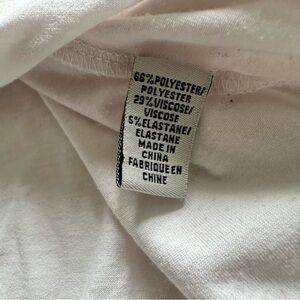 66%POLYESTER/
POLYESTER
29%VISCOSE/
VISCOSE
5%ELASTANE/
ELASTANE
MADE IN
CHINA
FABRIQUE EN
CHINE